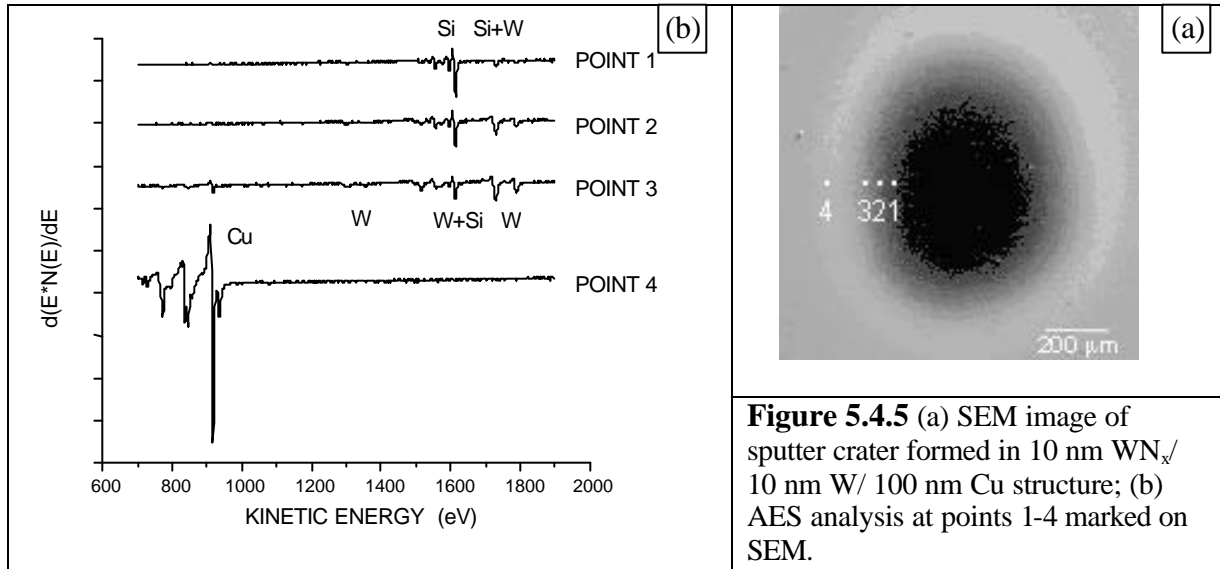 (b)
Si Si+W
POINT 1
POINT 2
POINT 3
W W+Si W
Cu
POINT 4
d(E*N(E)/dE
600 800 1000 1200 1400 1600 1800 2000
KINETIC ENERGY (eV)
(a)
4 321
200 μm
Figure 5.4.5 (a) SEM image of
sputter crater formed in 10 nm WNₓ/
10 nm W/ 100 nm Cu structure; (b)
AES analysis at points 1-4 marked on
SEM.